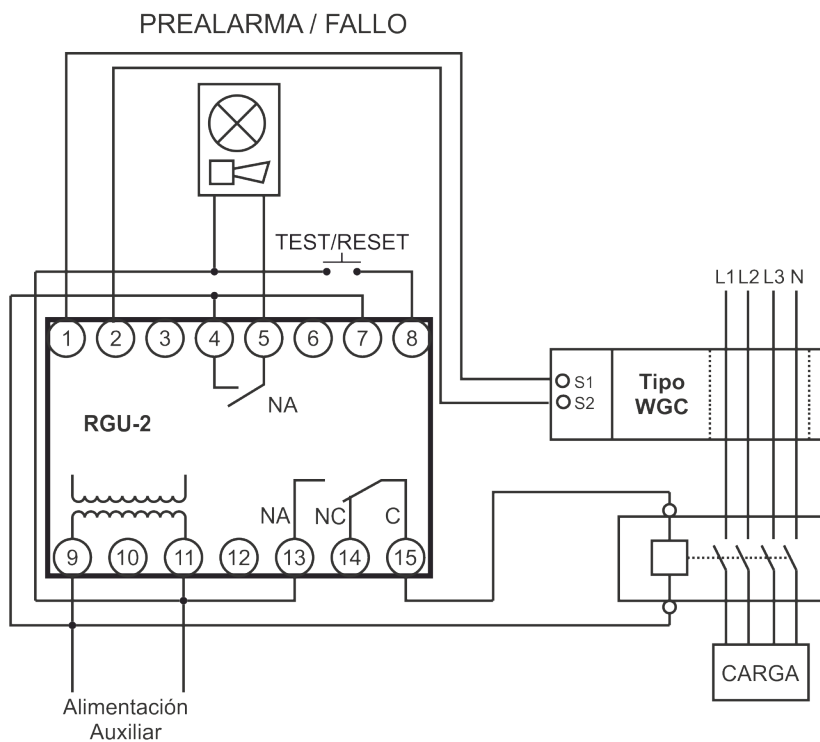 PREALARMA / FALLO
TEST/RESET
L1 L2 L3 N
1 2 3 4 5 6 7 8
S1
S2
Tipo
WGC
NA
RGU-2
NA NC C
9 10 11 12 13 14 15
CARGA
Alimentación
Auxiliar